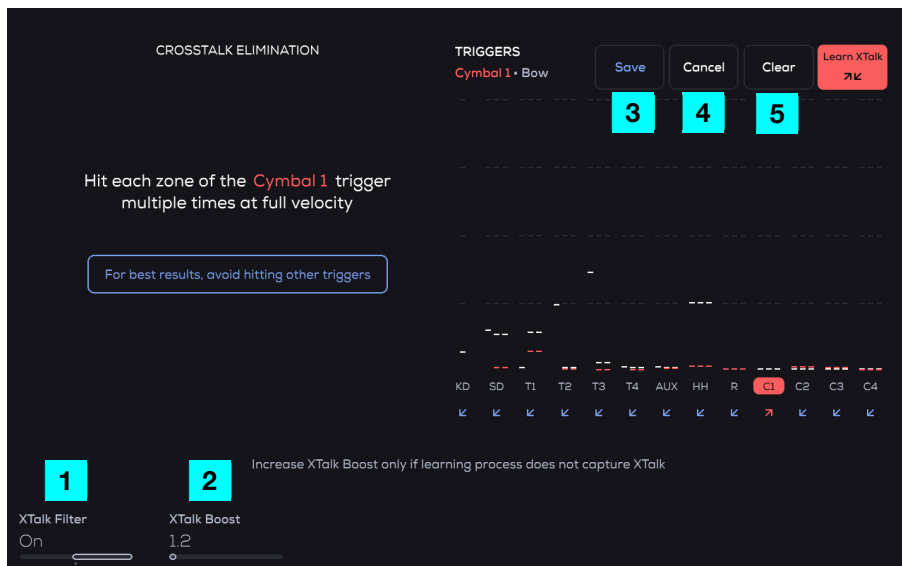 CROSSTALK ELIMINATION
TRIGGERS
Cymbal 1 • Bow
Save
Cancel
Clear
Learn XTalk
3
4
5
Hit each zone of the Cymbal 1 trigger
multiple times at full velocity
For best results, avoid hitting other triggers
KD SD T1 T2 T3 T4 AUX HH R C1 C2 C3 C4
Increase XTalk Boost only if learning process does not capture XTalk
1
2
XTalk Filter
On
XTalk Boost
1.2